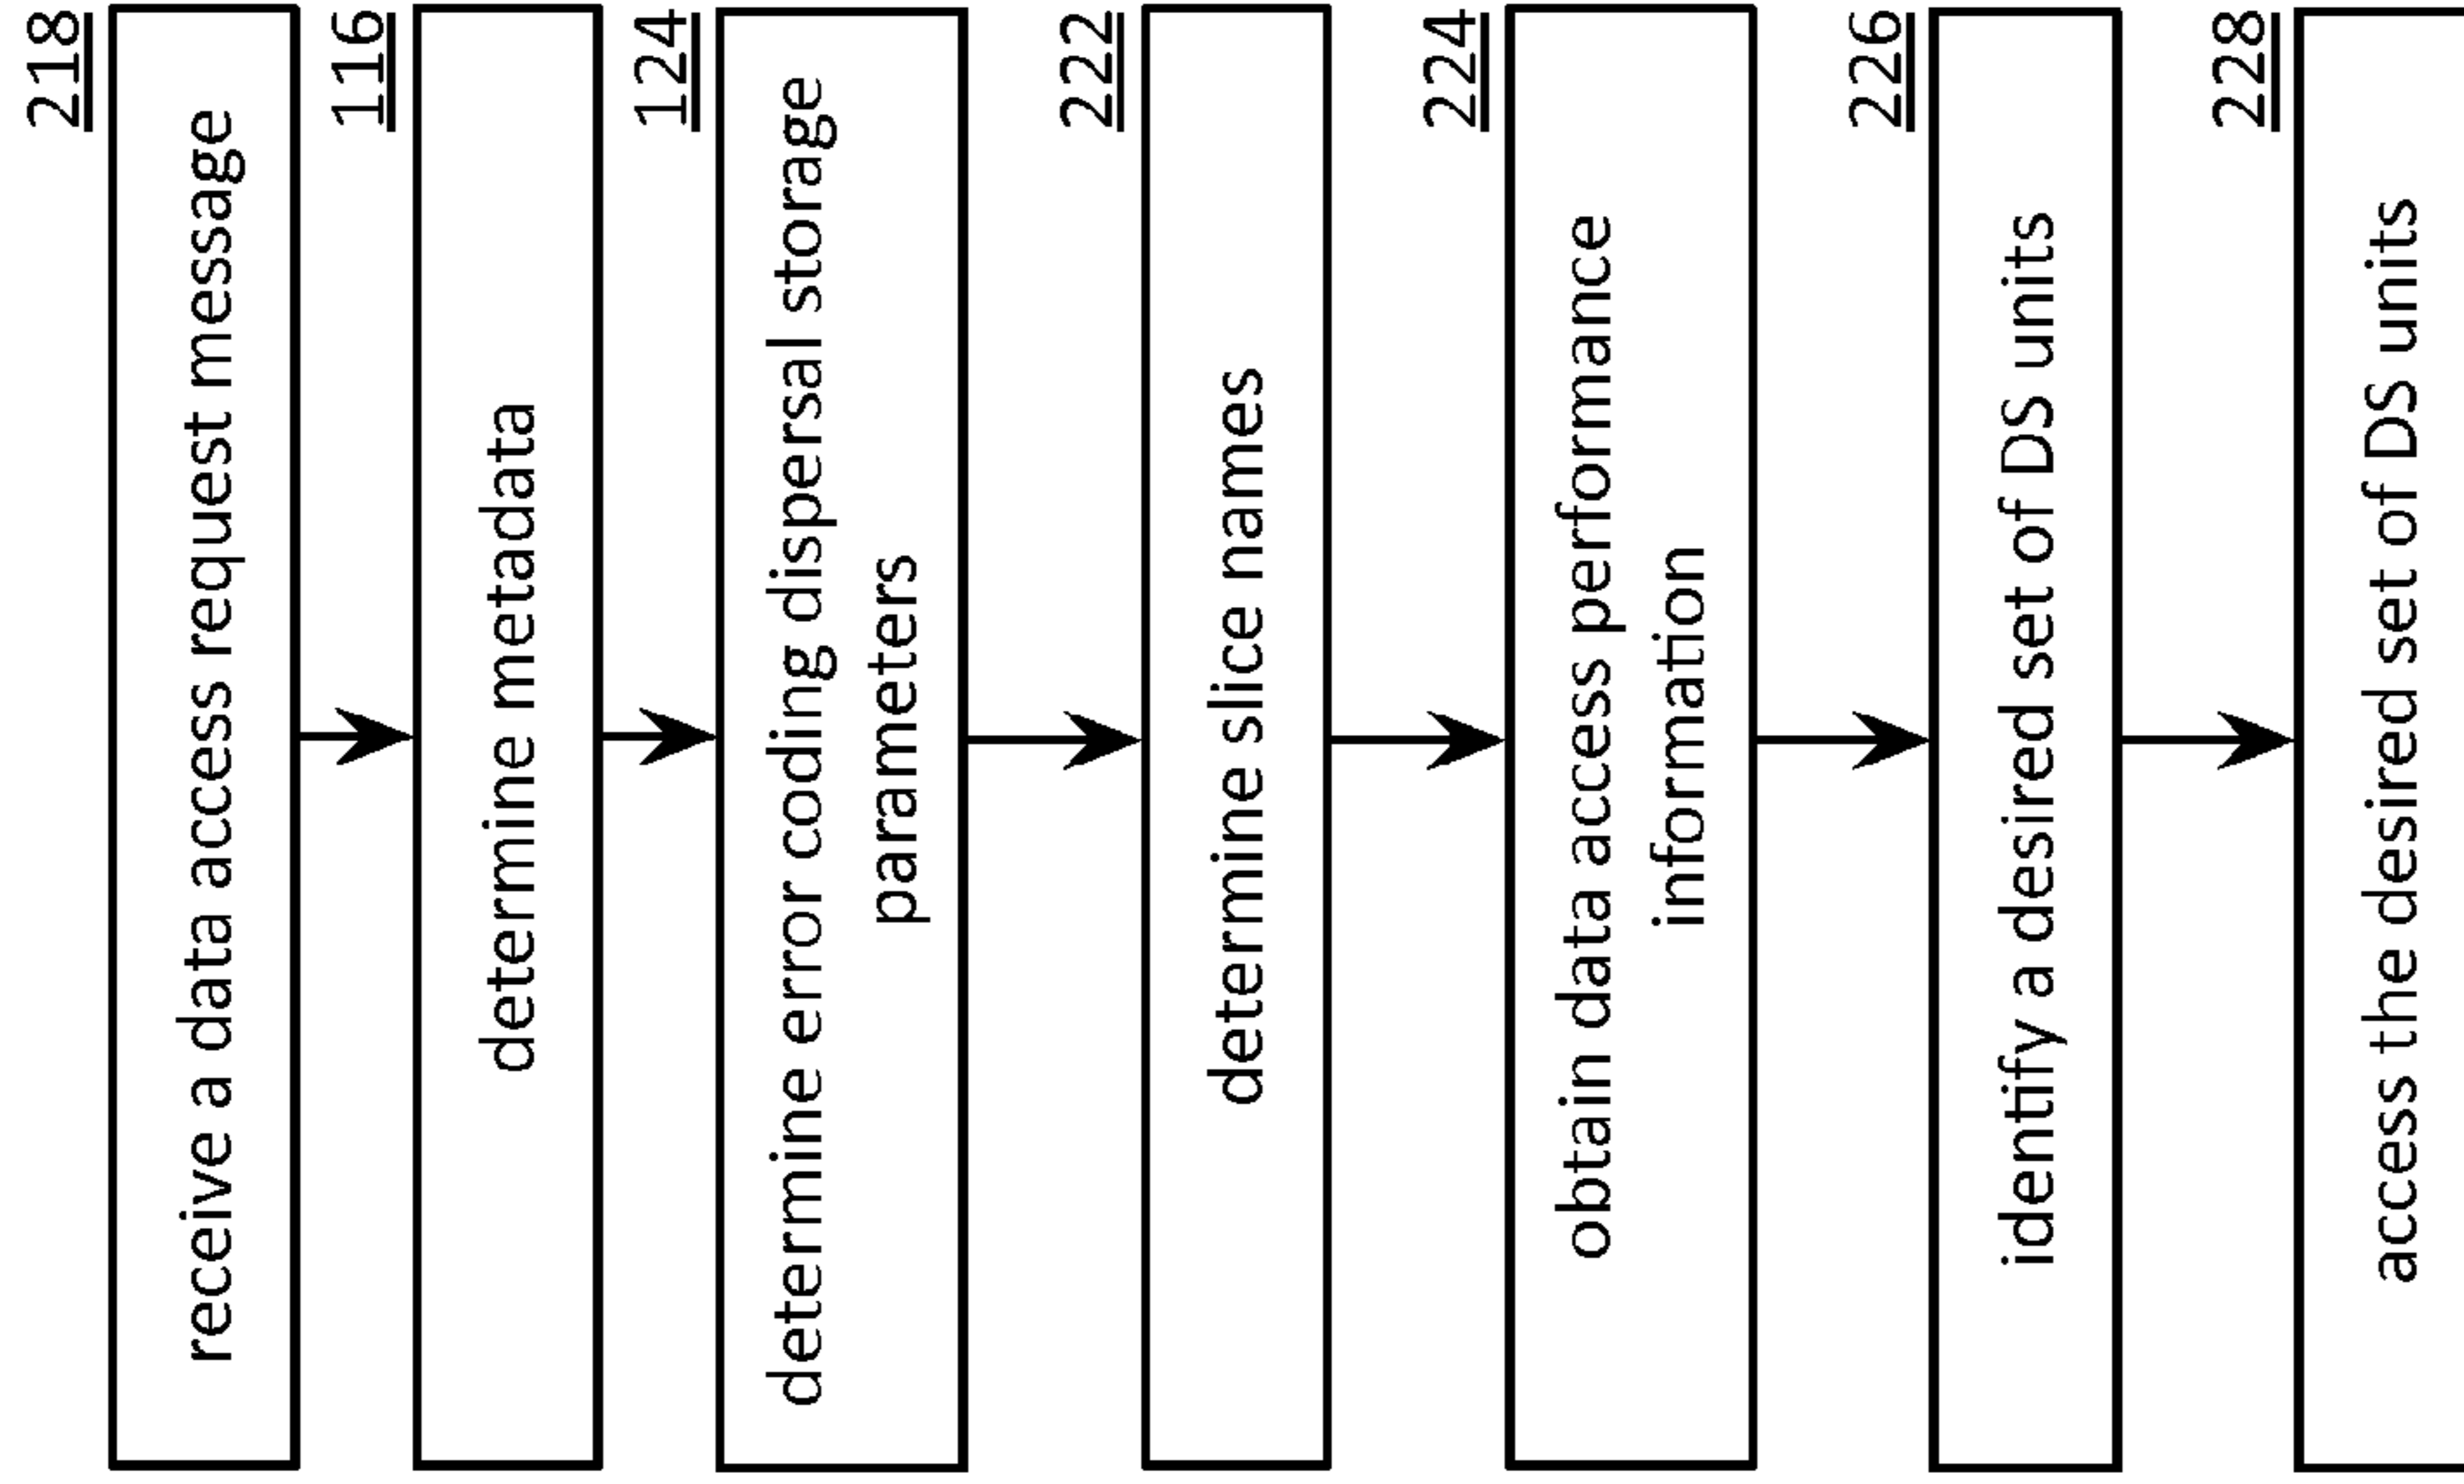 218
receive a data access request message
116
determine metadata
124
determine error coding dispersal storage
parameters
222
determine slice names
224
obtain data access performance
information
226
identify a desired set of DS units
228
access the desired set of DS units